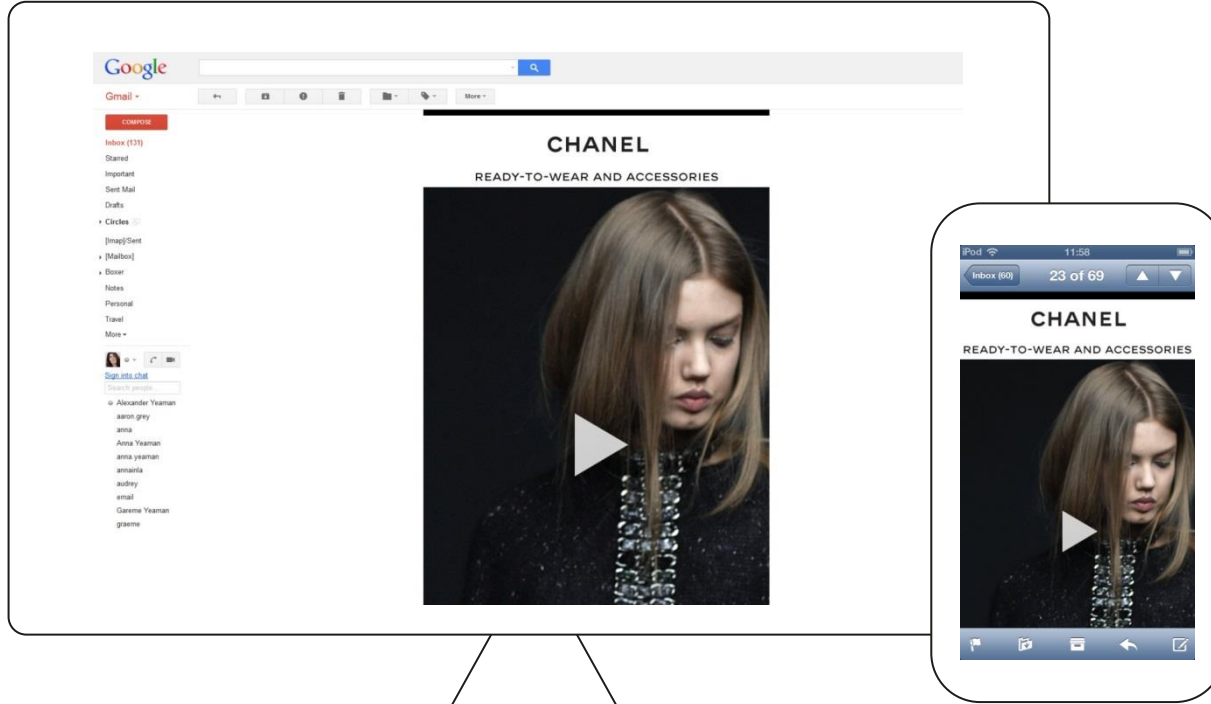 Google
Gmail
More
COMPOSE
Inbox (131)
Starred
Important
Sent Mail
Drafts
Circles
[Imap]/Sent
[Mailbox]
Boxer
Notes
Personal
Travel
More
Sign into chat
Search people...
Alexander Yeaman
aaron.grey
anna
Anna Yeaman
anna.yeaman
annainla
audrey
email
Gareme Yeaman
graeme
CHANEL
READY-TO-WEAR AND ACCESSORIES
iPod 11:58
Inbox (60) 23 of 69
CHANEL
READY-TO-WEAR AND ACCESSORIES